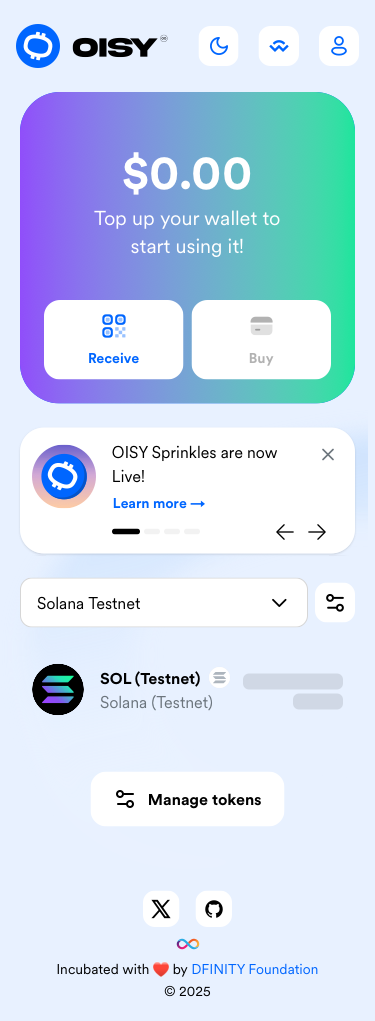 OISY
$0.00
Top up your wallet to
start using it!
Receive
Buy
OISY Sprinkles are now
Live!
Learn more →
Solana Testnet
SOL (Testnet)
Solana (Testnet)
Manage tokens
Incubated with ❤️ by DFINITY Foundation
© 2025